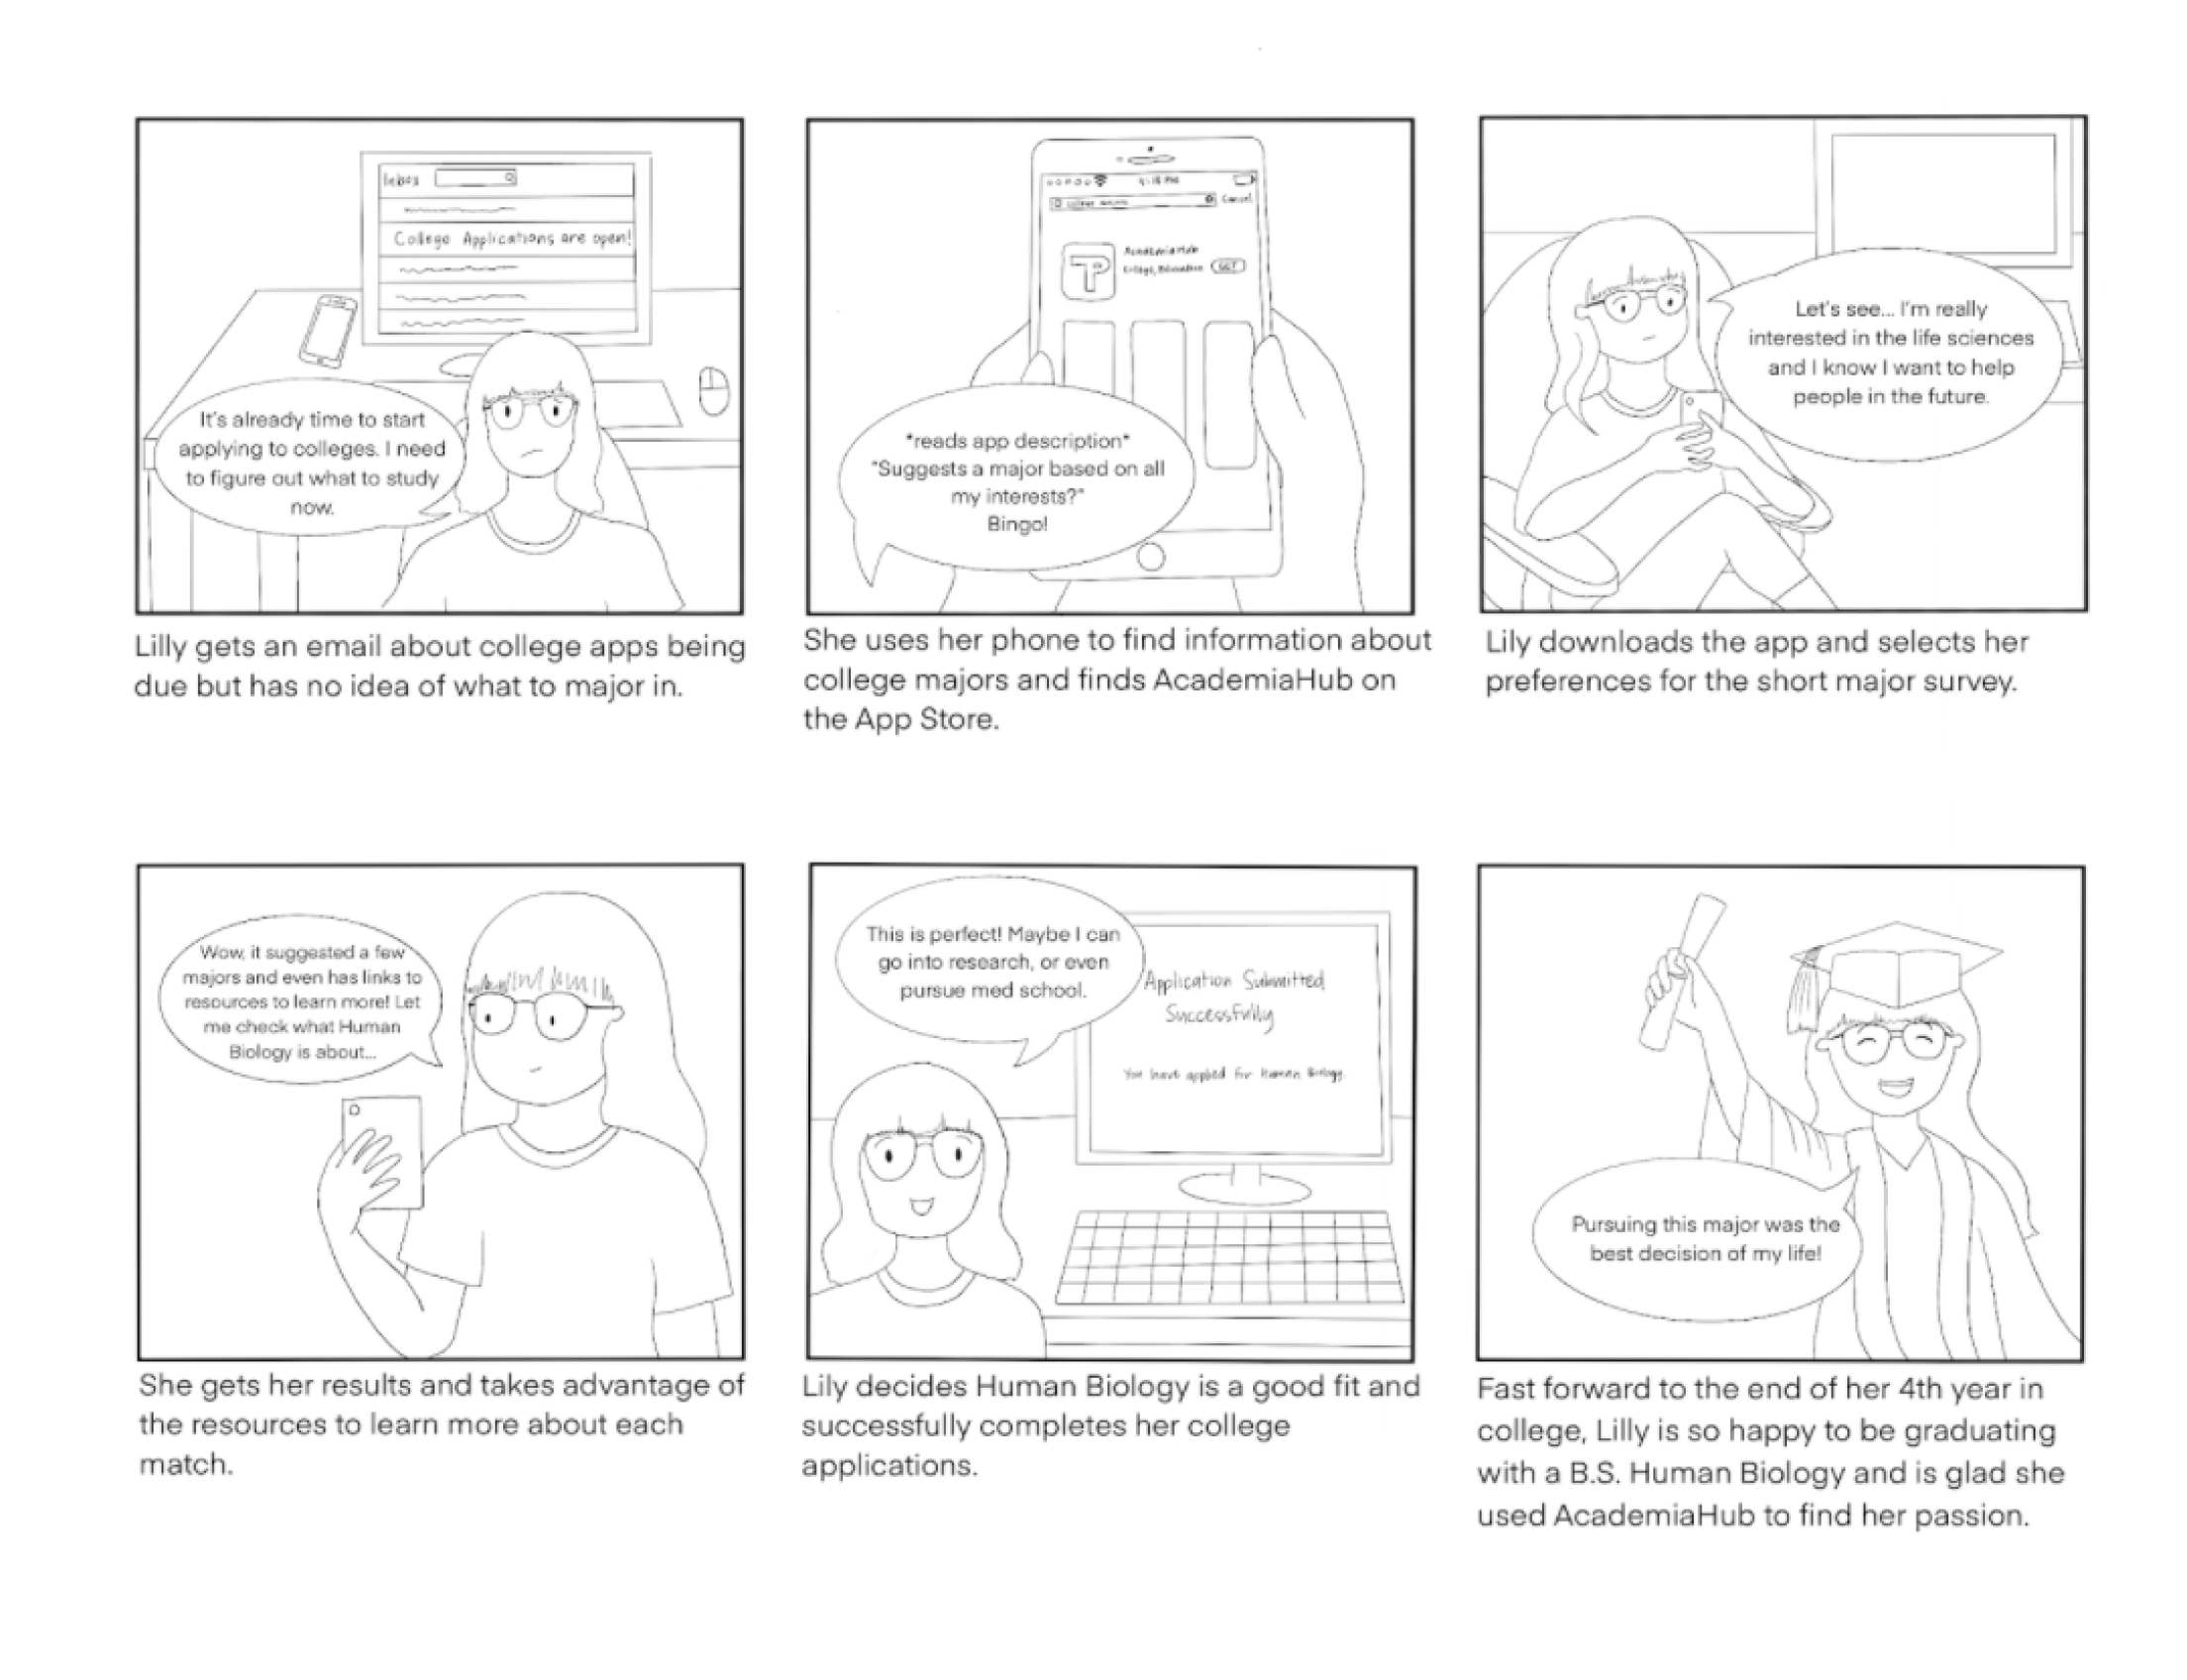 Inbox
College Applications are open!
It's already time to start
applying to colleges. I need
to figure out what to study
now.
Lilly gets an email about college apps being
due but has no idea of what to major in.
PM
college majors Cancel
AcademiaHub
College, Education GET
*reads app description*
"Suggests a major based on all
my interests?"
Bingo!
She uses her phone to find information about
college majors and finds AcademiaHub on
the App Store.
Let's see... I'm really
interested in the life sciences
and I know I want to help
people in the future.
Lily downloads the app and selects her
preferences for the short major survey.
Wow, it suggested a few
majors and even has links to
resources to learn more! Let
me check what Human
Biology is about...
She gets her results and takes advantage of
the resources to learn more about each
match.
This is perfect! Maybe I can
go into research, or even
pursue med school.
Application Submitted
Successfully
You have applied for Human Biology.
Lily decides Human Biology is a good fit and
successfully completes her college
applications.
Pursuing this major was the
best decision of my life!
Fast forward to the end of her 4th year in
college, Lilly is so happy to be graduating
with a B.S. Human Biology and is glad she
used AcademiaHub to find her passion.